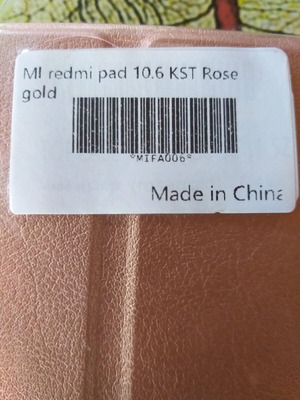 MI redmi pad 10.6 KST Rose
gold
*MIFA006*
Made in China